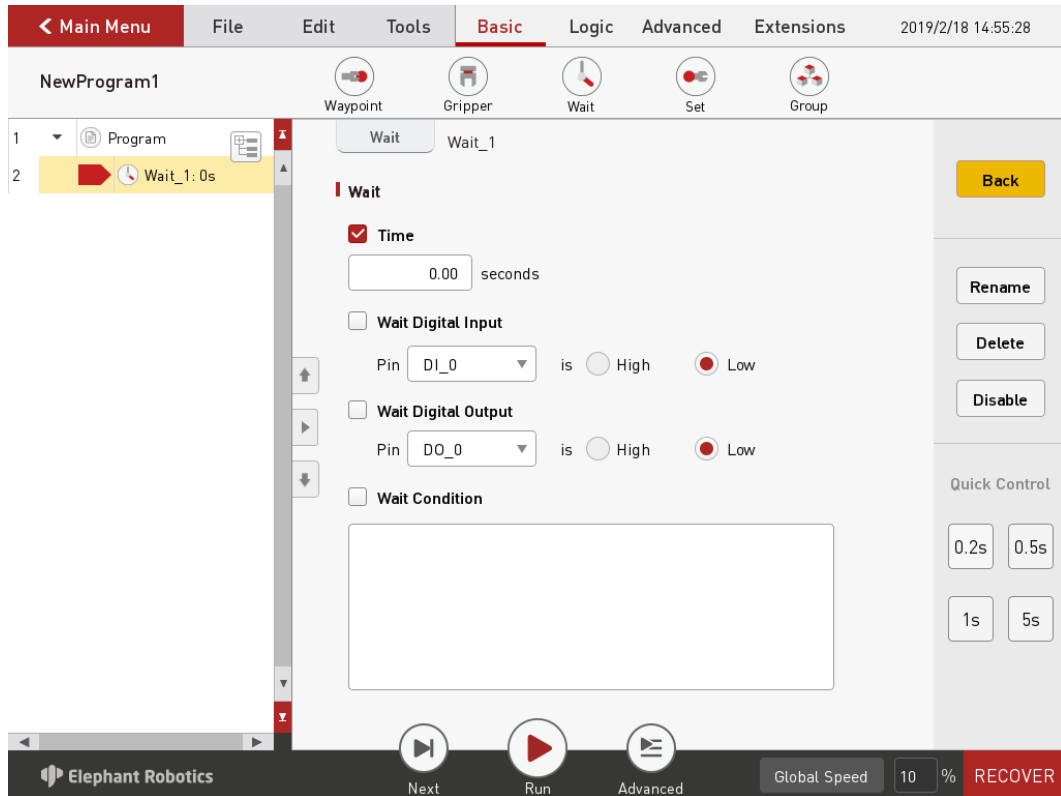 Main Menu File Edit Tools Basic Logic Advanced Extensions 2019/2/18 14:55:28
NewProgram1
Waypoint Gripper Wait Set Group
1 Program
2 Wait_1: 0s
Wait Wait_1
Wait
Time
0.00 seconds
Wait Digital Input
Pin DI_0 is High Low
Wait Digital Output
Pin DO_0 is High Low
Wait Condition
Back
Rename
Delete
Disable
Quick Control
0.2s 0.5s
1s 5s
Elephant Robotics
Next Run Advanced
Global Speed 10 % RECOVER